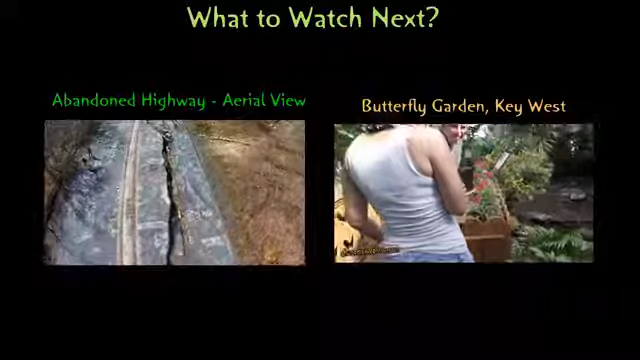 What to Watch Next?
Abandoned Highway - Aerial View
Butterfly Garden, Key West